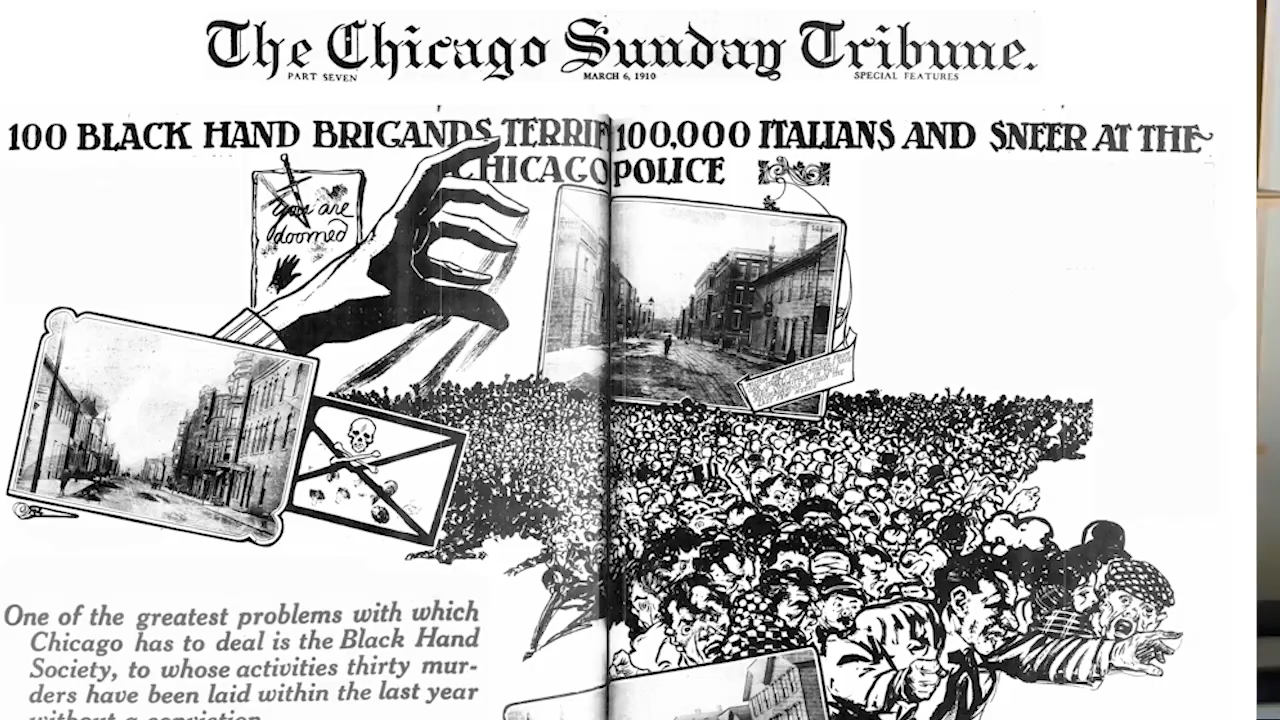 The Chicago Sunday Tribune.
PART SEVEN MARCH 6, 1910 SPECIAL FEATURES
100 BLACK HAND BRIGANDS TERRIF 100,000 ITALIANS AND SNEER AT THE
CHICAGO POLICE
you are
doomed
One of the greatest problems with which
Chicago has to deal is the Black Hand
Society, to whose activities thirty mur-
ders have been laid within the last year
without a conviction